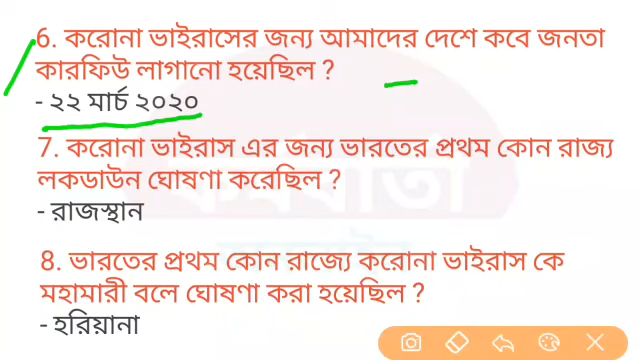 6. করোনা ভাইরাসের জন্য আমাদের দেশে কবে জনতা
কারফিউ লাগানো হয়েছিল ?
- ২২ মার্চ ২০২০
7. করোনা ভাইরাস এর জন্য ভারতের প্রথম কোন রাজ্য
লকডাউন ঘোষণা করেছিল ?
- রাজস্থান
8. ভারতের প্রথম কোন রাজ্যে করোনা ভাইরাস কে
মহামারী বলে ঘোষণা করা হয়েছিল ?
- হরিয়ানা